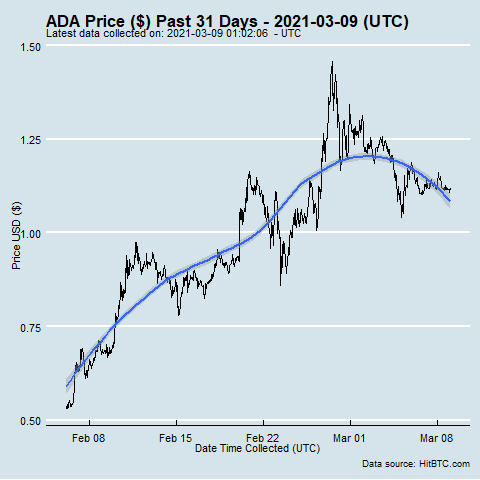 ADA Price ($) Past 31 Days - 2021-03-09 (UTC)
Latest data collected on: 2021-03-09 01:02:06 - UTC
1.50
1.25
1.00
0.75
0.50
Price USD ($)
Feb 08 Feb 15 Feb 22 Mar 01 Mar 08
Date Time Collected (UTC)
Data source: HitBTC.com